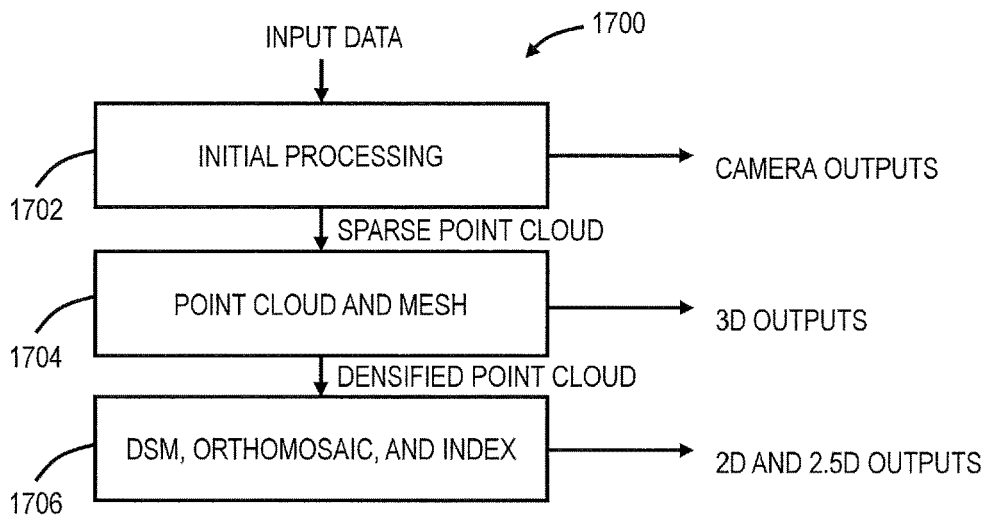 INPUT DATA
1700
INITIAL PROCESSING
CAMERA OUTPUTS
1702
SPARSE POINT CLOUD
POINT CLOUD AND MESH
3D OUTPUTS
1704
DENSIFIED POINT CLOUD
DSM, ORTHOMOSAIC, AND INDEX
2D AND 2.5D OUTPUTS
1706